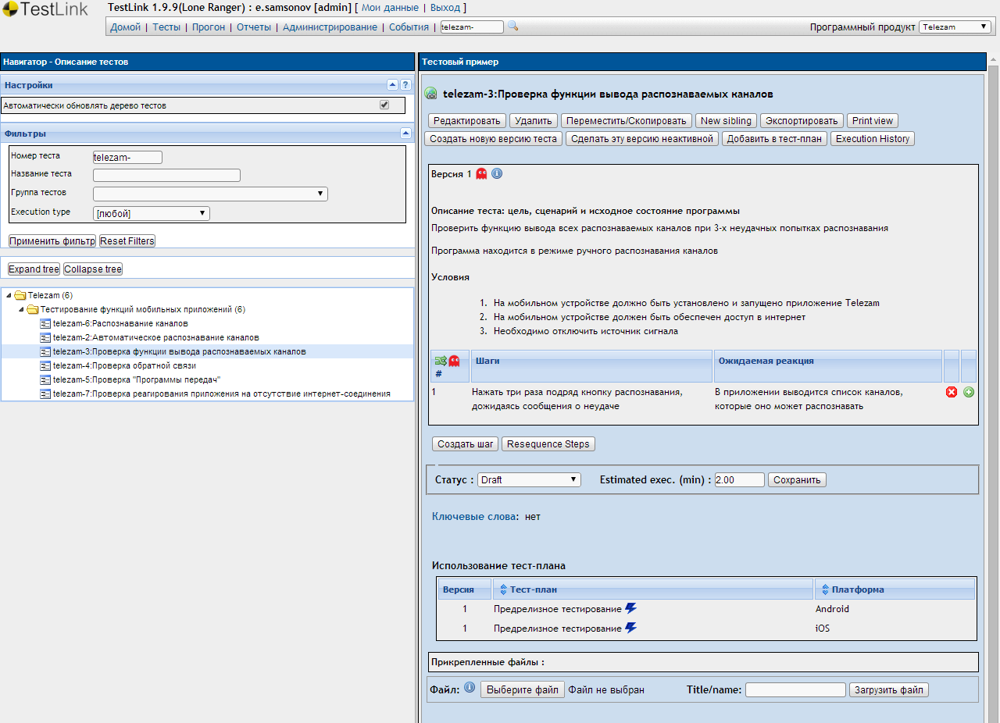 TestLink
TestLink 1.9.9(Lone Ranger) : e.samsonov [admin] [ Мои данные | Выход ]
Домой | Тесты | Прогон | Отчеты | Администрирование | События | telezam-
Программный продукт Telezam
Навигатор - Описание тестов
Настройки
?
Автоматически обновлять дерево тестов
Фильтры
Номер теста telezam-
Название теста
Группа тестов
Execution type [любой]
Применить фильтр Reset Filters
Expand tree Collapse tree
Telezam (6)
Тестирование функций мобильных приложений (6)
telezam-6:Распознавание каналов
telezam-2:Автоматическое распознавание каналов
telezam-3:Проверка функции вывода распознаваемых каналов
telezam-4:Проверка обратной связи
telezam-5:Проверка "Программы передач"
telezam-7:Проверка реагирования приложения на отсутствие интернет-соединения
Тестовый пример
telezam-3:Проверка функции вывода распознаваемых каналов
Редактировать Удалить Переместить/Скопировать New sibling Экспортировать Print view
Создать новую версию теста Сделать эту версию неактивной Добавить в тест-план Execution History
Версия 1
Описание теста: цель, сценарий и исходное состояние программы
Проверить функцию вывода всех распознаваемых каналов при 3-х неудачных попытках распознавания
Программа находится в режиме ручного распознавания каналов
Условия
1. На мобильном устройстве должно быть установлено и запущено приложение Telezam
2. На мобильном устройстве должен быть обеспечен доступ в интернет
3. Необходимо отключить источник сигнала
# Шаги Ожидаемая реакция
1 Нажать три раза подряд кнопку распознавания, В приложении выводится список каналов,
дожидаясь сообщения о неудаче которые оно может распознавать
Создать шаг Resequence Steps
Статус : Draft Estimated exec. (min) : 2.00 Сохранить
Ключевые слова: нет
Использование тест-плана
Версия Тест-план Платформа
1 Предрелизное тестирование Android
1 Предрелизное тестирование iOS
Прикрепленные файлы :
Файл: Выберите файл Файл не выбран Title/name: Загрузить файл